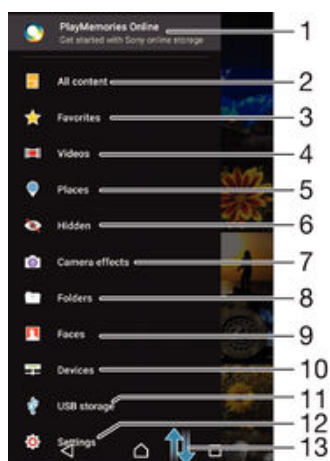 PlayMemories Online 1
Get started with Sony online storage
All content 2
Favorites 3
Videos 4
Places 5
Hidden 6
Camera effects 7
Folders 8
Faces 9
Devices 10
USB storage 11
Settings 12
13